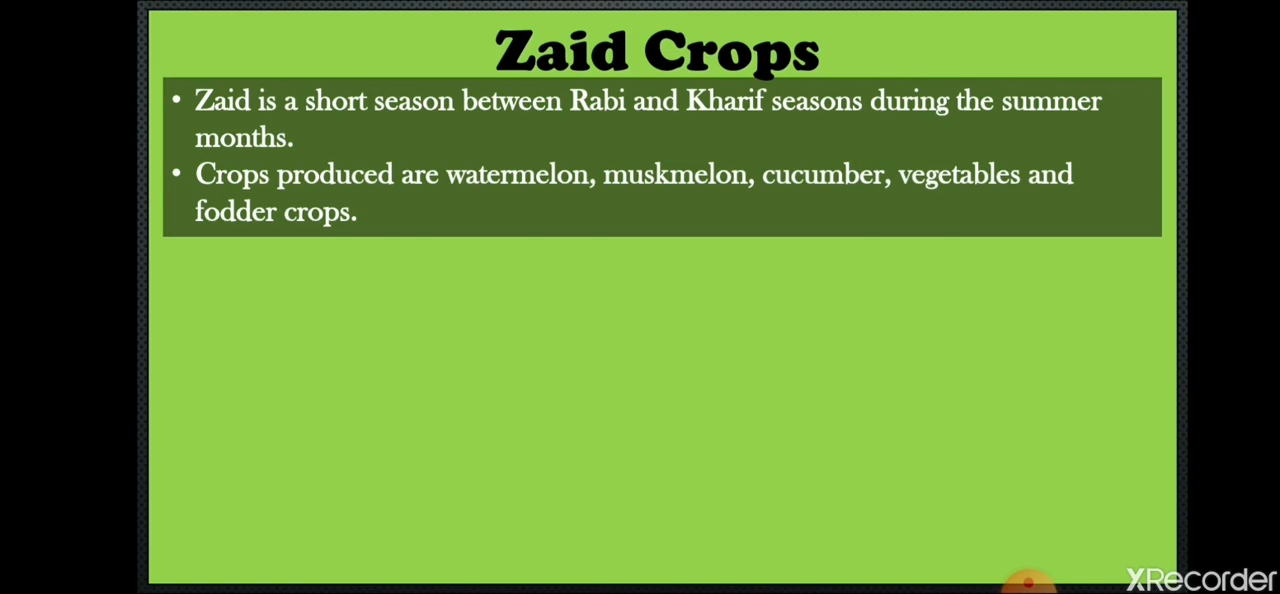 Zaid Crops
• Zaid is a short season between Rabi and Kharif seasons during the summer
months.
• Crops produced are watermelon, muskmelon, cucumber, vegetables and
fodder crops.
XRecorder